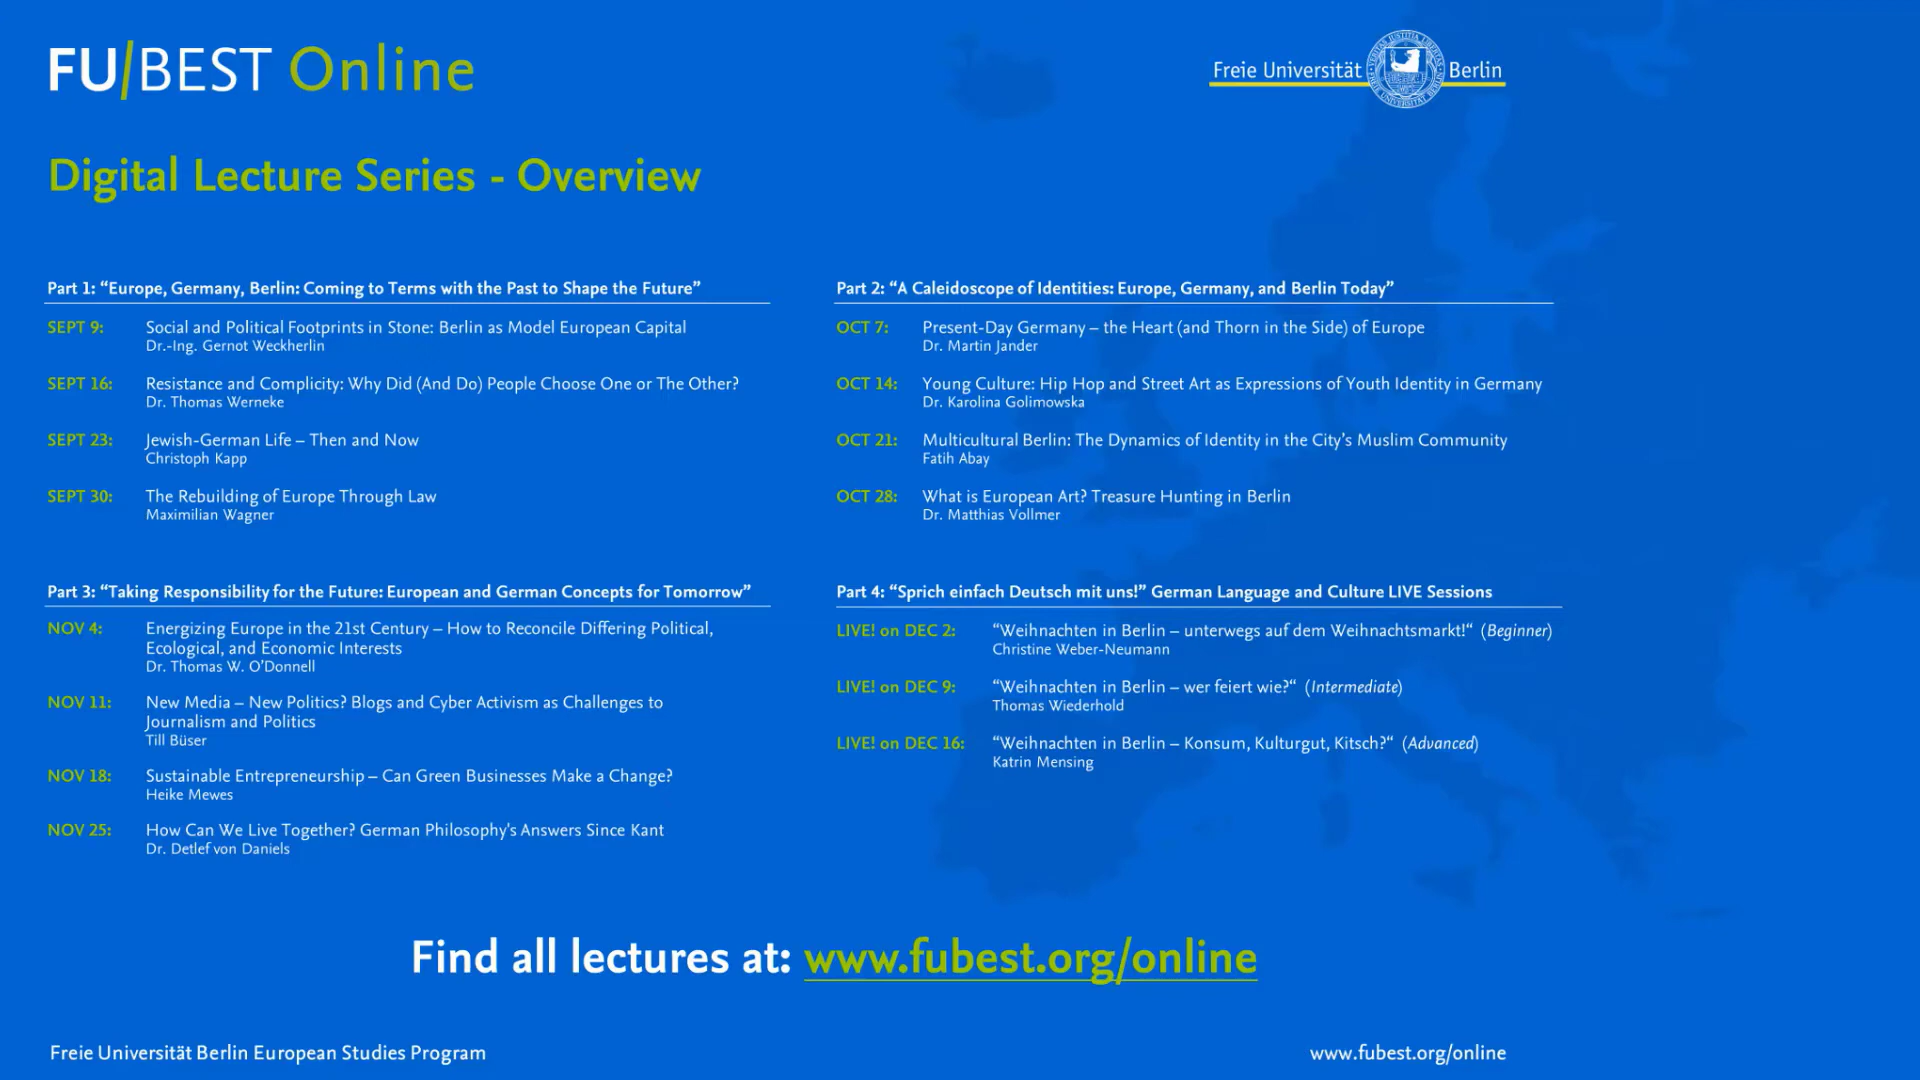 FU/BEST Online
Freie Universität Berlin
Digital Lecture Series - Overview
Part 1: “Europe, Germany, Berlin: Coming to Terms with the Past to Shape the Future”
SEPT 9: Social and Political Footprints in Stone: Berlin as Model European Capital
Dr.-Ing. Gernot Weckherlin
SEPT 16: Resistance and Complicity: Why Did (And Do) People Choose One or The Other?
Dr. Thomas Werneke
SEPT 23: Jewish-German Life – Then and Now
Christoph Kapp
SEPT 30: The Rebuilding of Europe Through Law
Maximilian Wagner
Part 2: “A Caleidoscope of Identities: Europe, Germany, and Berlin Today”
OCT 7: Present-Day Germany – the Heart (and Thorn in the Side) of Europe
Dr. Martin Jander
OCT 14: Young Culture: Hip Hop and Street Art as Expressions of Youth Identity in Germany
Dr. Karolina Golimowska
OCT 21: Multicultural Berlin: The Dynamics of Identity in the City’s Muslim Community
Fatih Abay
OCT 28: What is European Art? Treasure Hunting in Berlin
Dr. Matthias Vollmer
Part 3: “Taking Responsibility for the Future: European and German Concepts for Tomorrow”
NOV 4: Energizing Europe in the 21st Century – How to Reconcile Differing Political,
Ecological, and Economic Interests
Dr. Thomas W. O’Donnell
NOV 11: New Media – New Politics? Blogs and Cyber Activism as Challenges to
Journalism and Politics
Till Büser
NOV 18: Sustainable Entrepreneurship – Can Green Businesses Make a Change?
Heike Mewes
NOV 25: How Can We Live Together? German Philosophy's Answers Since Kant
Dr. Detlef von Daniels
Part 4: “Sprich einfach Deutsch mit uns!” German Language and Culture LIVE Sessions
LIVE! on DEC 2: “Weihnachten in Berlin – unterwegs auf dem Weihnachtsmarkt!“ (Beginner)
Christine Weber-Neumann
LIVE! on DEC 9: “Weihnachten in Berlin – wer feiert wie?“ (Intermediate)
Thomas Wiederhold
LIVE! on DEC 16: “Weihnachten in Berlin – Konsum, Kulturgut, Kitsch?“ (Advanced)
Katrin Mensing
Find all lectures at: www.fubest.org/online
Freie Universität Berlin European Studies Program
www.fubest.org/online